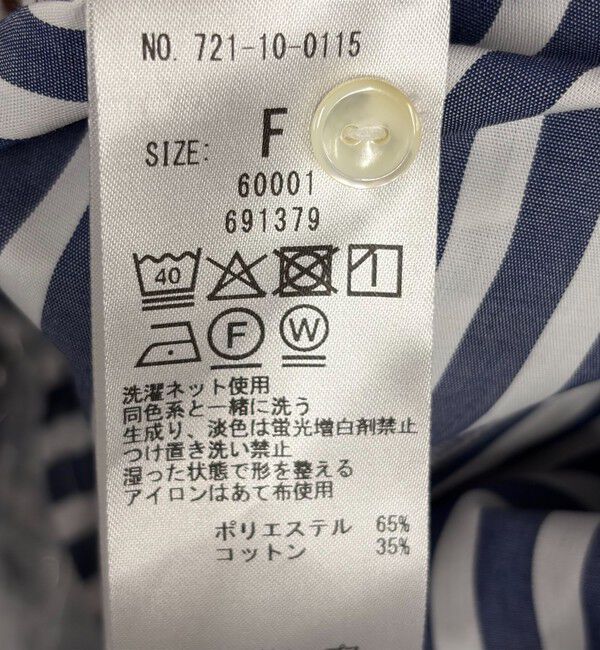 NO. 721-10-0115
SIZE: F
60001
691379
40
F W
洗濯ネット使用
同色系と一緒に洗う
生成り、淡色は蛍光増白剤禁止
つけ置き洗い禁止
湿った状態で形を整える
アイロンはあて布使用
ポリエステル 65%
コットン 35%